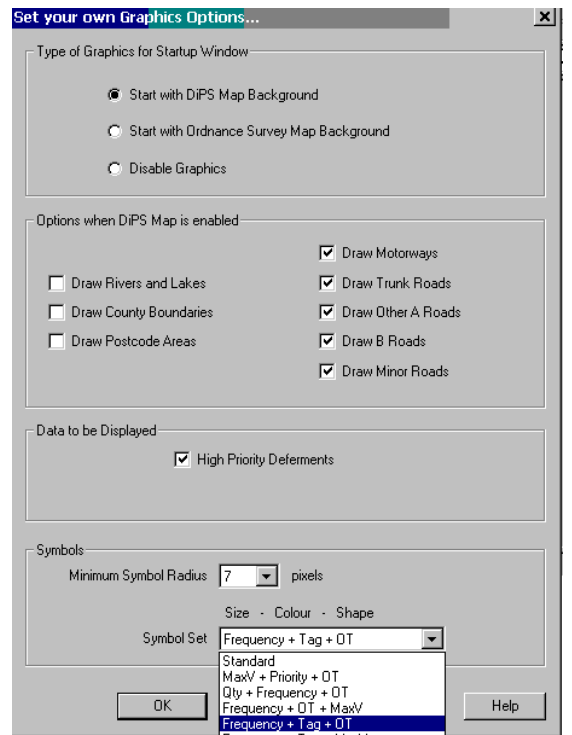 Set your own Graphics Options...
Type of Graphics for Startup Window
Start with DiPS Map Background
Start with Ordnance Survey Map Background
Disable Graphics
Options when DiPS Map is enabled
Draw Motorways
Draw Rivers and Lakes
Draw Trunk Roads
Draw County Boundaries
Draw Other A Roads
Draw Postcode Areas
Draw B Roads
Draw Minor Roads
Data to be Displayed
High Priority Deferments
Symbols
Minimum Symbol Radius 7 pixels
Size - Colour - Shape
Symbol Set Frequency + Tag + OT
Standard
MaxV + Priority + OT
Qty + Frequency + OT
Frequency + OT + MaxV
Frequency + Tag + OT
OK
Help